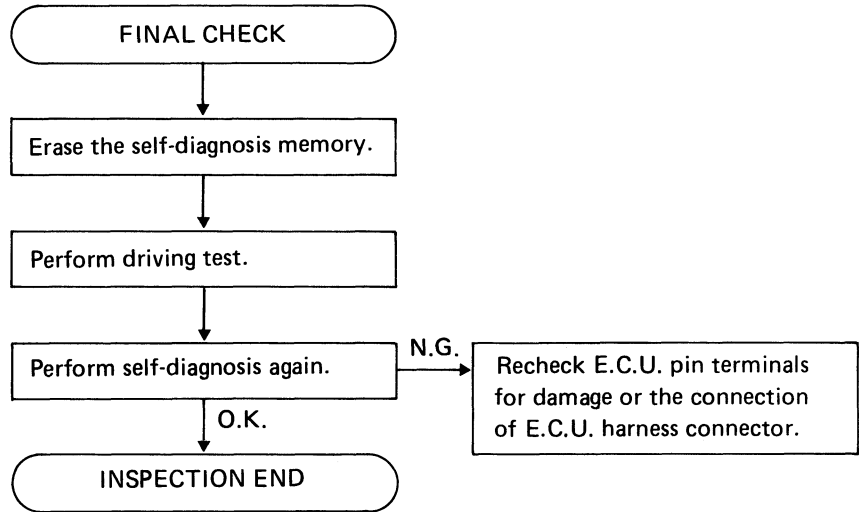 FINAL CHECK
Erase the self-diagnosis memory.
Perform driving test.
Perform self-diagnosis again.
N.G.
Recheck E.C.U. pin terminals
for damage or the connection
of E.C.U. harness connector.
O.K.
INSPECTION END